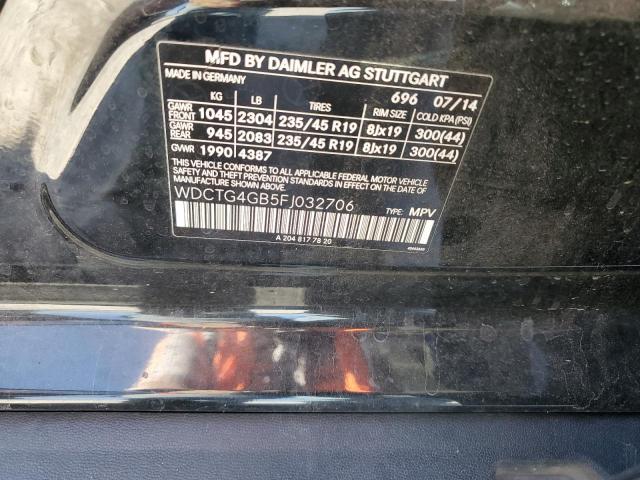 MFD BY DAIMLER AG STUTTGART
MADE IN GERMANY 696 07/14
KG LB TIRES RIM SIZE COLD KPA(PSI)
GAWR FRONT 1045 2304 235/45 R19 8Jx19 300(44)
GAWR REAR 945 2083 235/45 R19 8Jx19 300(44)
GVWR 1990 4387
THIS VEHICLE CONFORMS TO ALL APPLICABLE FEDERAL MOTOR VEHICLE
SAFETY AND THEFT PREVENTION STANDARDS IN EFFECT ON THE DATE OF
MANUFACTURE SHOWN ABOVE.
WDCTG4GB5FJ032706 TYPE: MPV
A 204 817 78 20